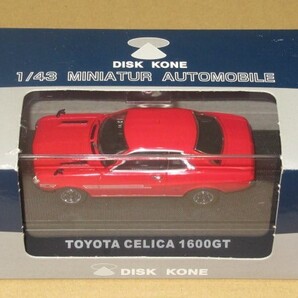 DISK KONE
1/43 MINIATUR AUTOMOBILE
TOYOTA CELICA 1600GT
DISK KONE